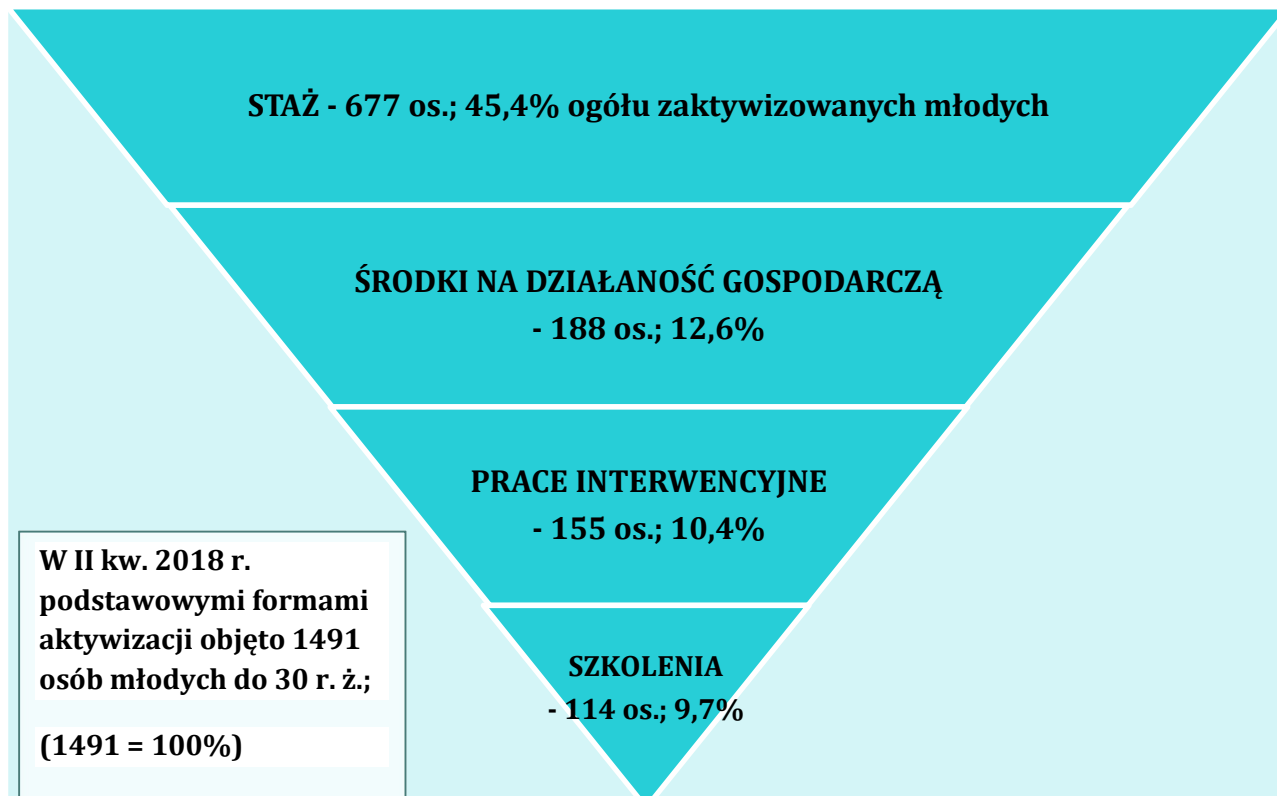 STAŻ - 677 os.; 45,4% ogółu zaktywizowanych młodych
ŚRODKI NA DZIAŁANOŚĆ GOSPODARCZĄ
- 188 os.; 12,6%
PRACE INTERWENCYJNE
- 155 os.; 10,4%
SZKOLENIA
- 114 os.; 9,7%
W II kw. 2018 r.
podstawowymi formami
aktywizacji objęto 1491
osób młodych do 30 r. ż.;
(1491 = 100%)